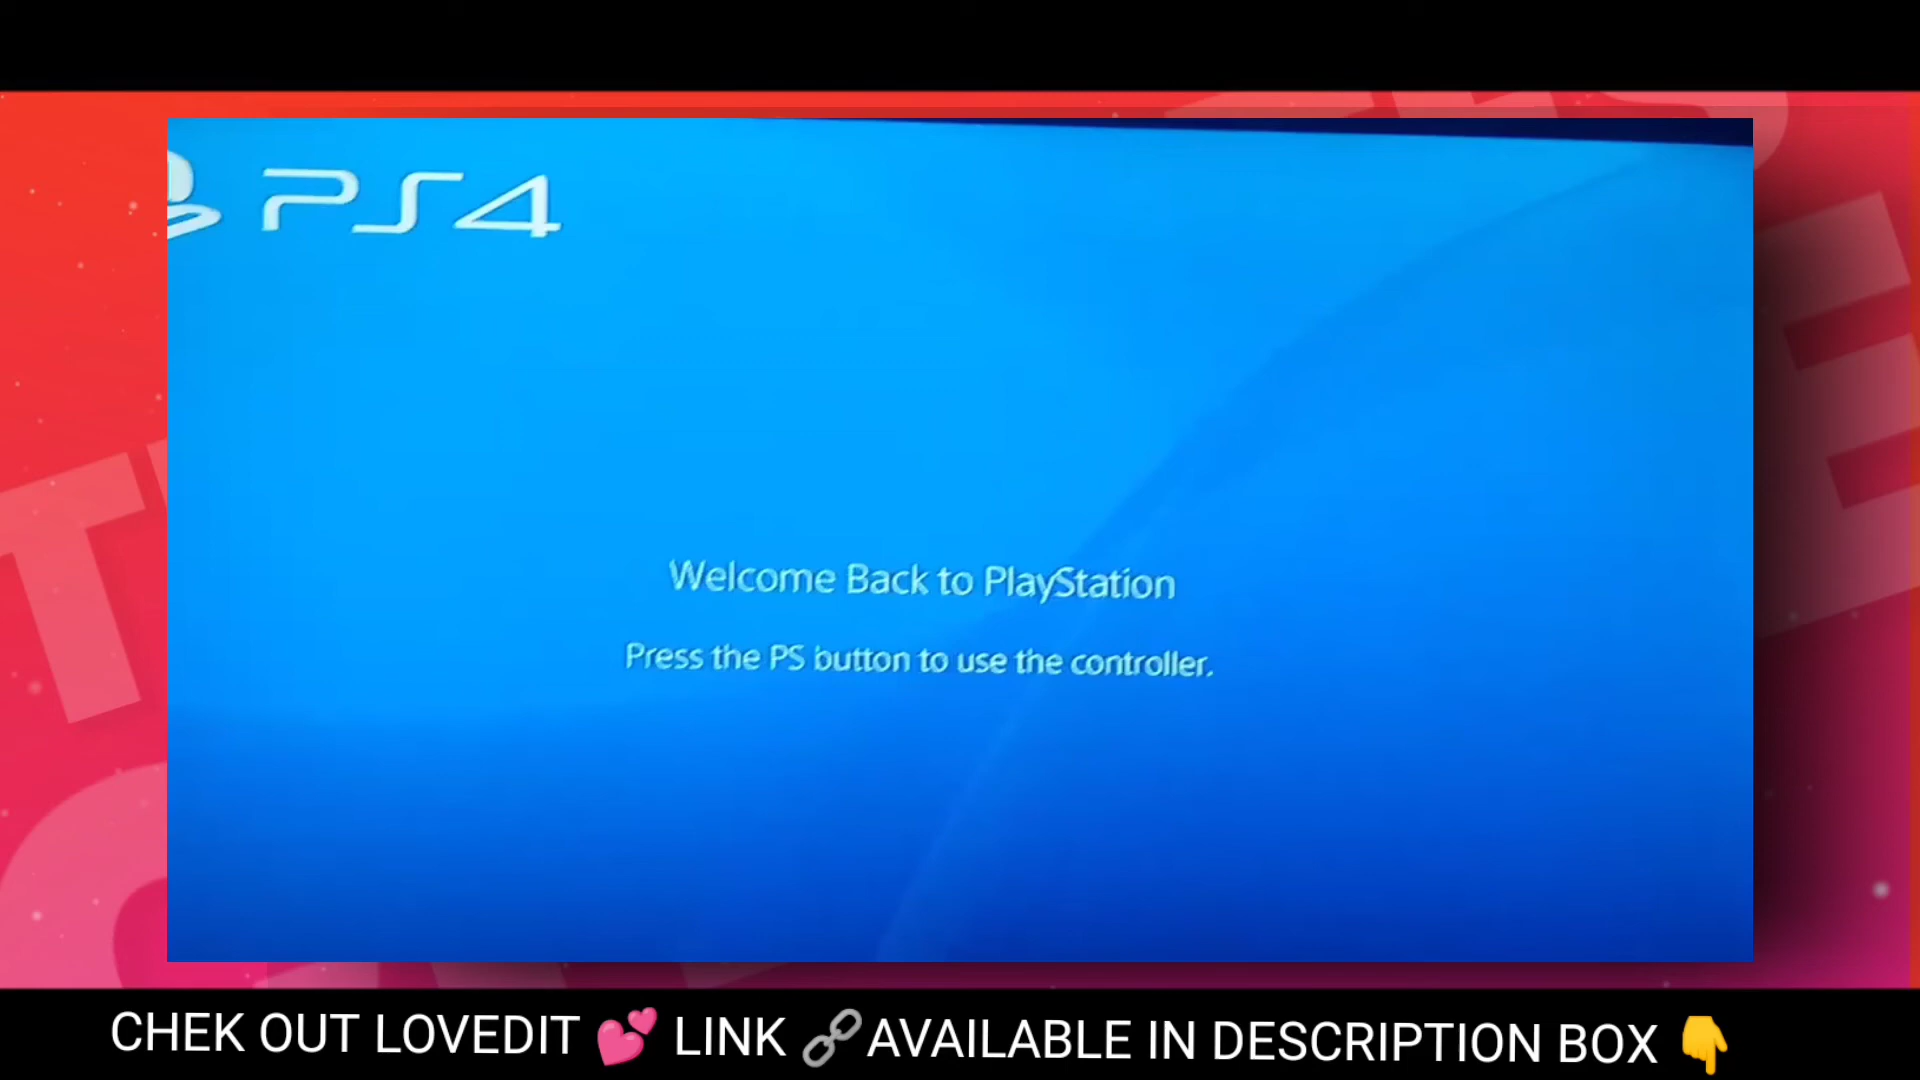 PS4
Welcome Back to PlayStation
Press the PS button to use the controller.
CHEK OUT LOVEDIT 💕 LINK 🔗AVAILABLE IN DESCRIPTION BOX 👇